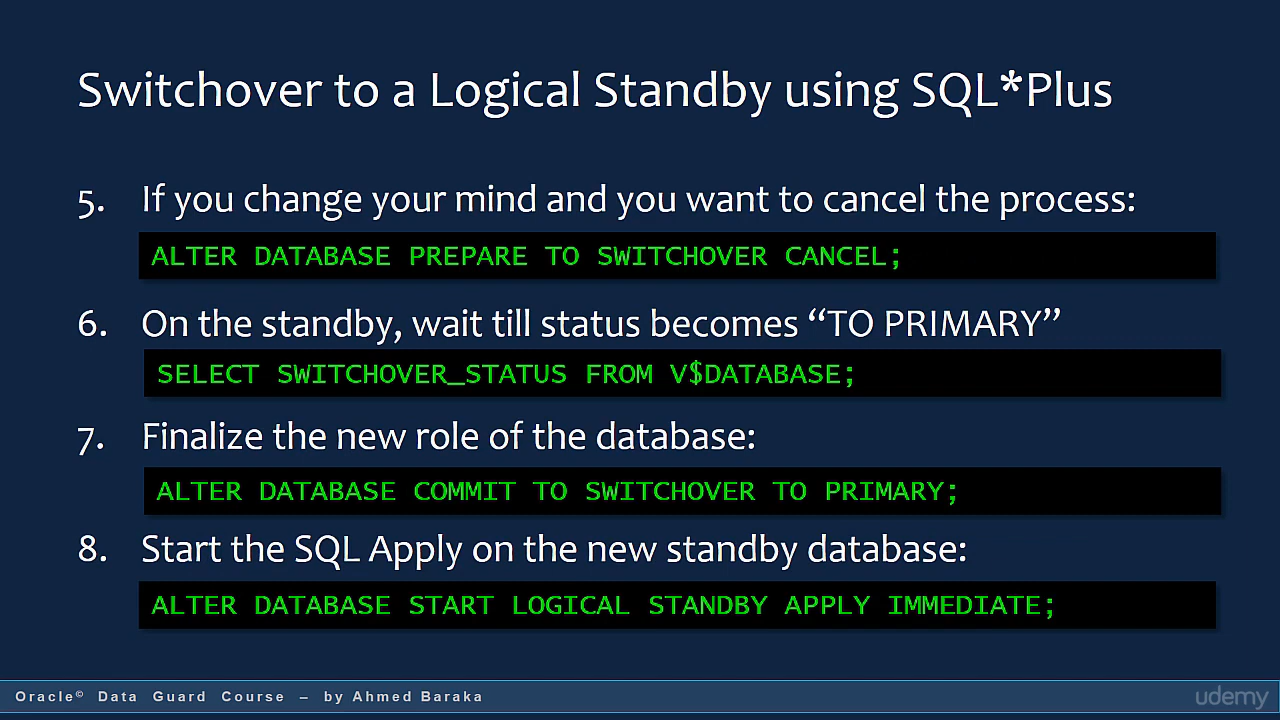 Switchover to a Logical Standby using SQL*Plus
5. If you change your mind and you want to cancel the process:
ALTER DATABASE PREPARE TO SWITCHOVER CANCEL;
6. On the standby, wait till status becomes “TO PRIMARY”
SELECT SWITCHOVER_STATUS FROM V$DATABASE;
7. Finalize the new role of the database:
ALTER DATABASE COMMIT TO SWITCHOVER TO PRIMARY;
8. Start the SQL Apply on the new standby database:
ALTER DATABASE START LOGICAL STANDBY APPLY IMMEDIATE;
Oracle© Data Guard Course – by Ahmed Baraka
udemy